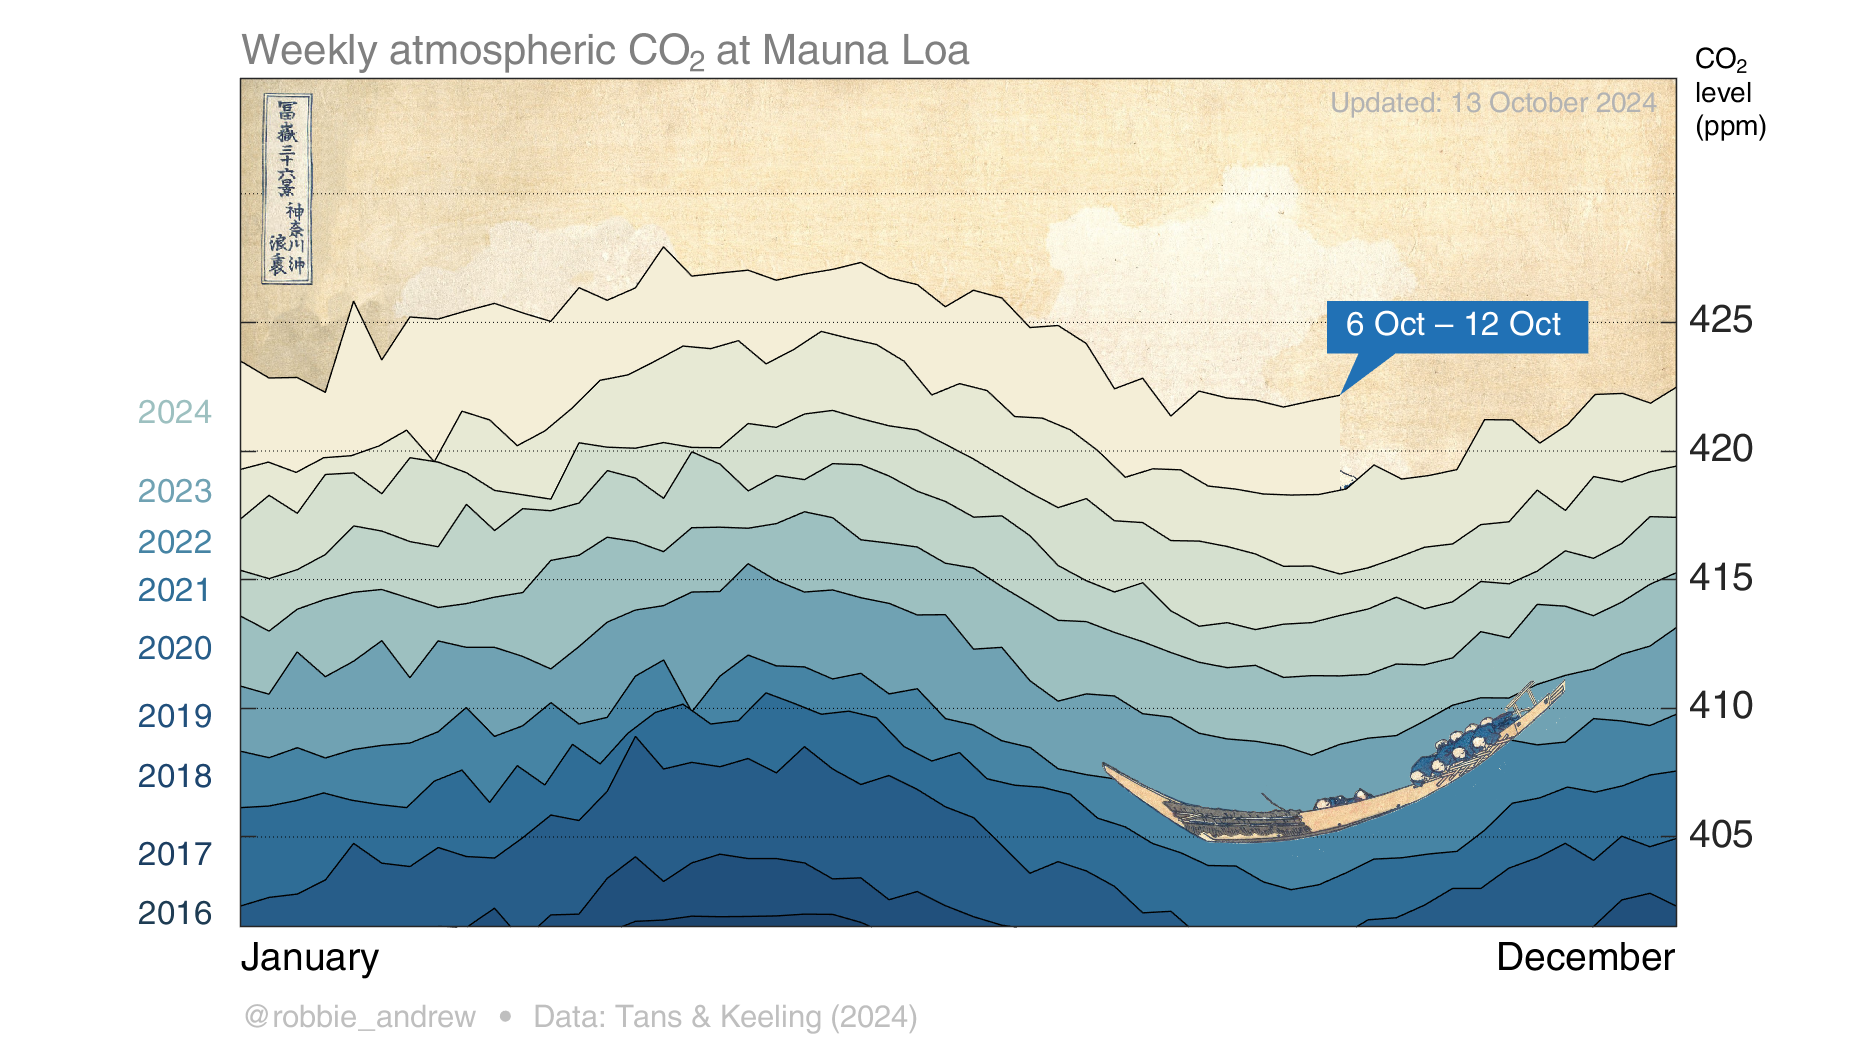 Weekly atmospheric CO₂ at Mauna Loa
CO₂
level
(ppm)
Updated: 13 October 2024
冨嶽三十六景
神奈川沖
浪裏
6 Oct – 12 Oct
425
420
415
410
405
2024
2023
2022
2021
2020
2019
2018
2017
2016
January
December
@robbie_andrew • Data: Tans & Keeling (2024)